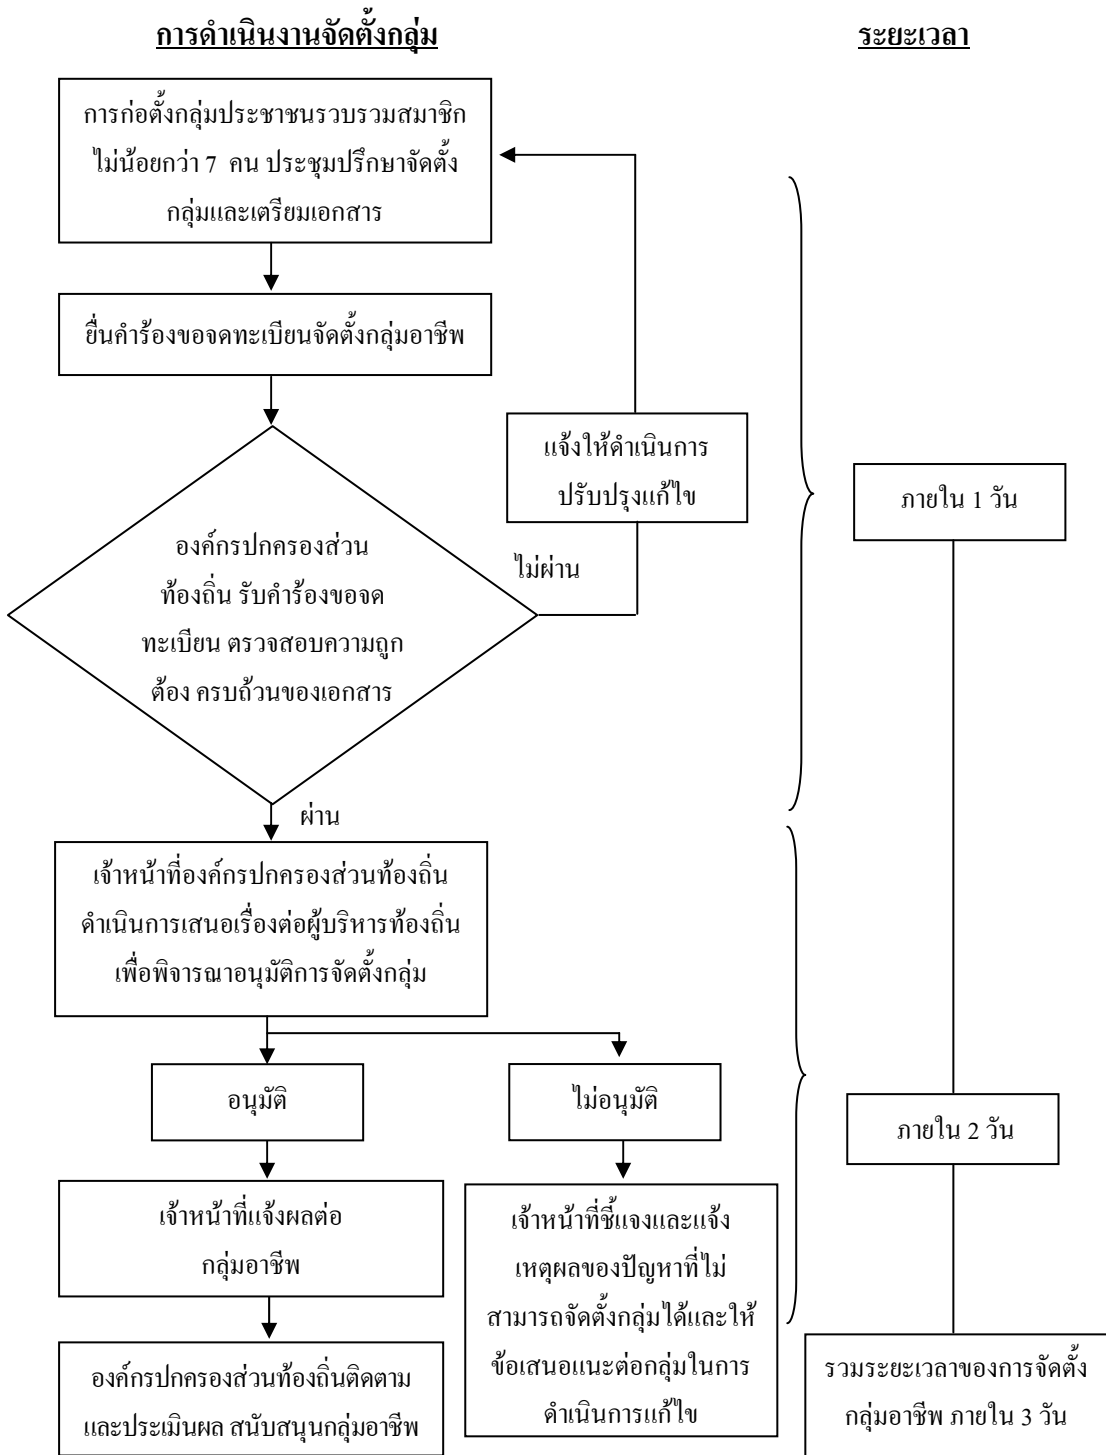 การดำเนินงานจัดตั้งกลุ่ม
ระยะเวลา
การก่อตั้งกลุ่มประชาชนรวบรวมสมาชิก
ไม่น้อยกว่า 7 คน ประชุมปรึกษาจัดตั้ง
กลุ่มและเตรียมเอกสาร
ยื่นคำร้องขอจดทะเบียนจัดตั้งกลุ่มอาชีพ
แจ้งให้ดำเนินการ
ปรับปรุงแก้ไข
ภายใน 1 วัน
องค์กรปกครองส่วน
ท้องถิ่น รับคำร้องขอจด
ทะเบียน ตรวจสอบความถูก
ต้อง ครบถ้วนของเอกสาร
ไม่ผ่าน
ผ่าน
เจ้าหน้าที่องค์กรปกครองส่วนท้องถิ่น
ดำเนินการเสนอเรื่องต่อผู้บริหารท้องถิ่น
เพื่อพิจารณาอนุมัติการจัดตั้งกลุ่ม
อนุมัติ
ไม่อนุมัติ
ภายใน 2 วัน
เจ้าหน้าที่แจ้งผลต่อ
กลุ่มอาชีพ
เจ้าหน้าที่ชี้แจงและแจ้ง
เหตุผลของปัญหาที่ไม่
สามารถจัดตั้งกลุ่มได้และให้
ข้อเสนอแนะต่อกลุ่มในการ
ดำเนินการแก้ไข
องค์กรปกครองส่วนท้องถิ่นติดตาม
และประเมินผล สนับสนุนกลุ่มอาชีพ
รวมระยะเวลาของการจัดตั้ง
กลุ่มอาชีพ ภายใน 3 วัน